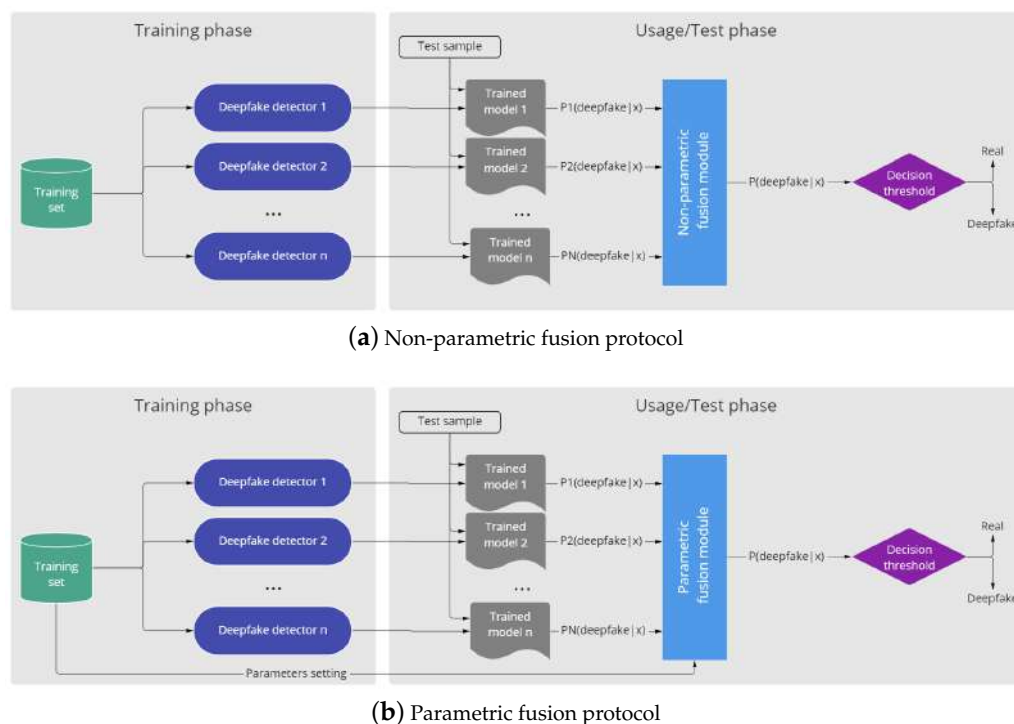 Training phase
Usage/Test phase
Test sample
Deepfake detector 1
Trained
model 1
P1(deepfake|x)
Deepfake detector 2
Trained
model 2
P2(deepfake|x)
Training
set
...
...
Deepfake detector n
Trained
model n
PN(deepfake|x)
Non-parametric
fusion module
P(deepfake|x)
Decision
threshold
Real
Deepfake
(a) Non-parametric fusion protocol
Training phase
Usage/Test phase
Test sample
Deepfake detector 1
Trained
model 1
P1(deepfake|x)
Deepfake detector 2
Trained
model 2
P2(deepfake|x)
Training
set
...
...
Deepfake detector n
Trained
model n
PN(deepfake|x)
Parametric
fusion module
P(deepfake|x)
Decision
threshold
Real
Deepfake
Parameters setting
(b) Parametric fusion protocol